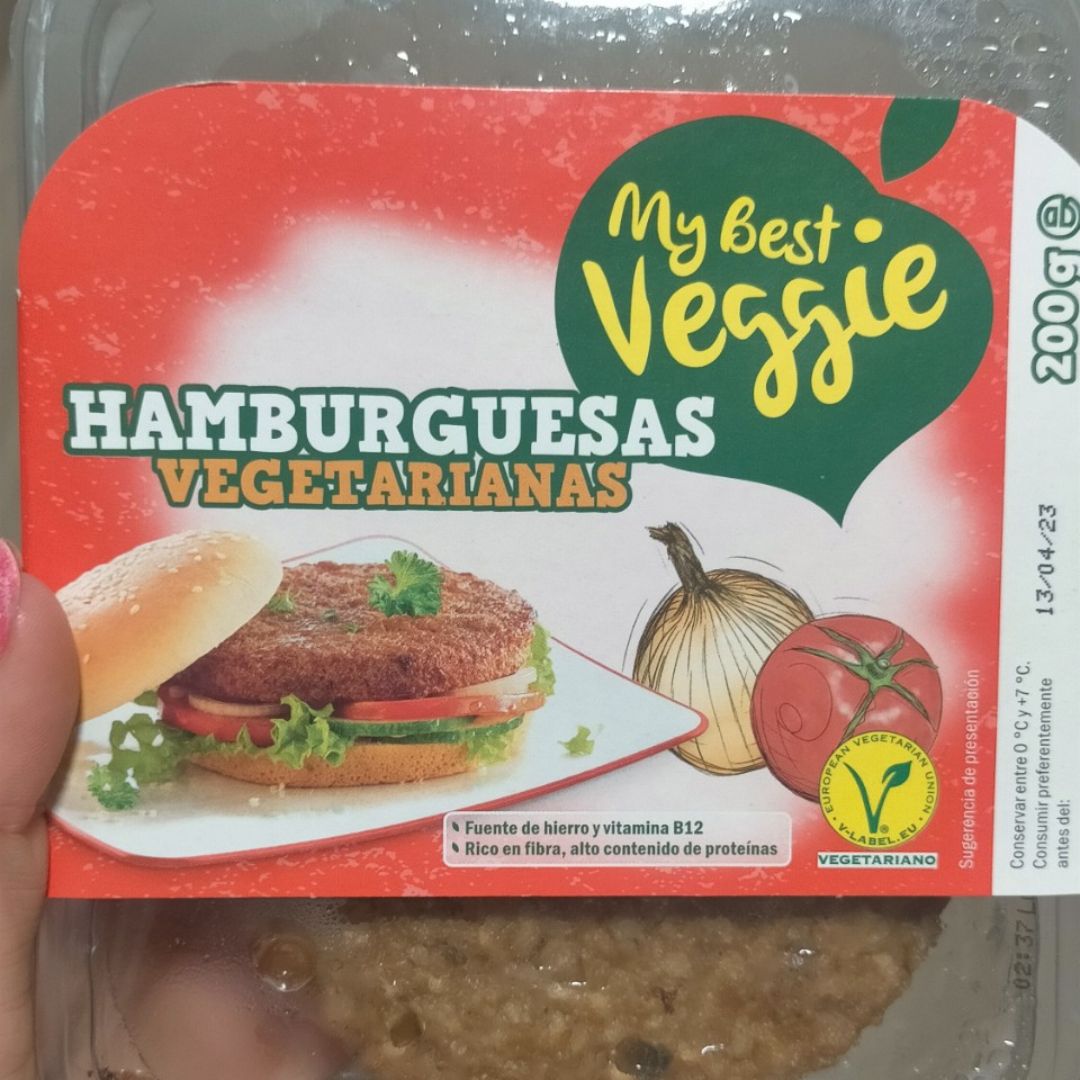 My Best
Veggie
HAMBURGUESAS
VEGETARIANAS
Fuente de hierro y vitamina B12
Rico en fibra, alto contenido de proteínas
EUROPEAN VEGETARIAN UNION
V-LABEL.EU
VEGETARIANO
Sugerencia de presentación
200g e
13/04/23
Conservar entre 0 °C y +7 °C.
Consumir preferentemente
antes del:
02:37